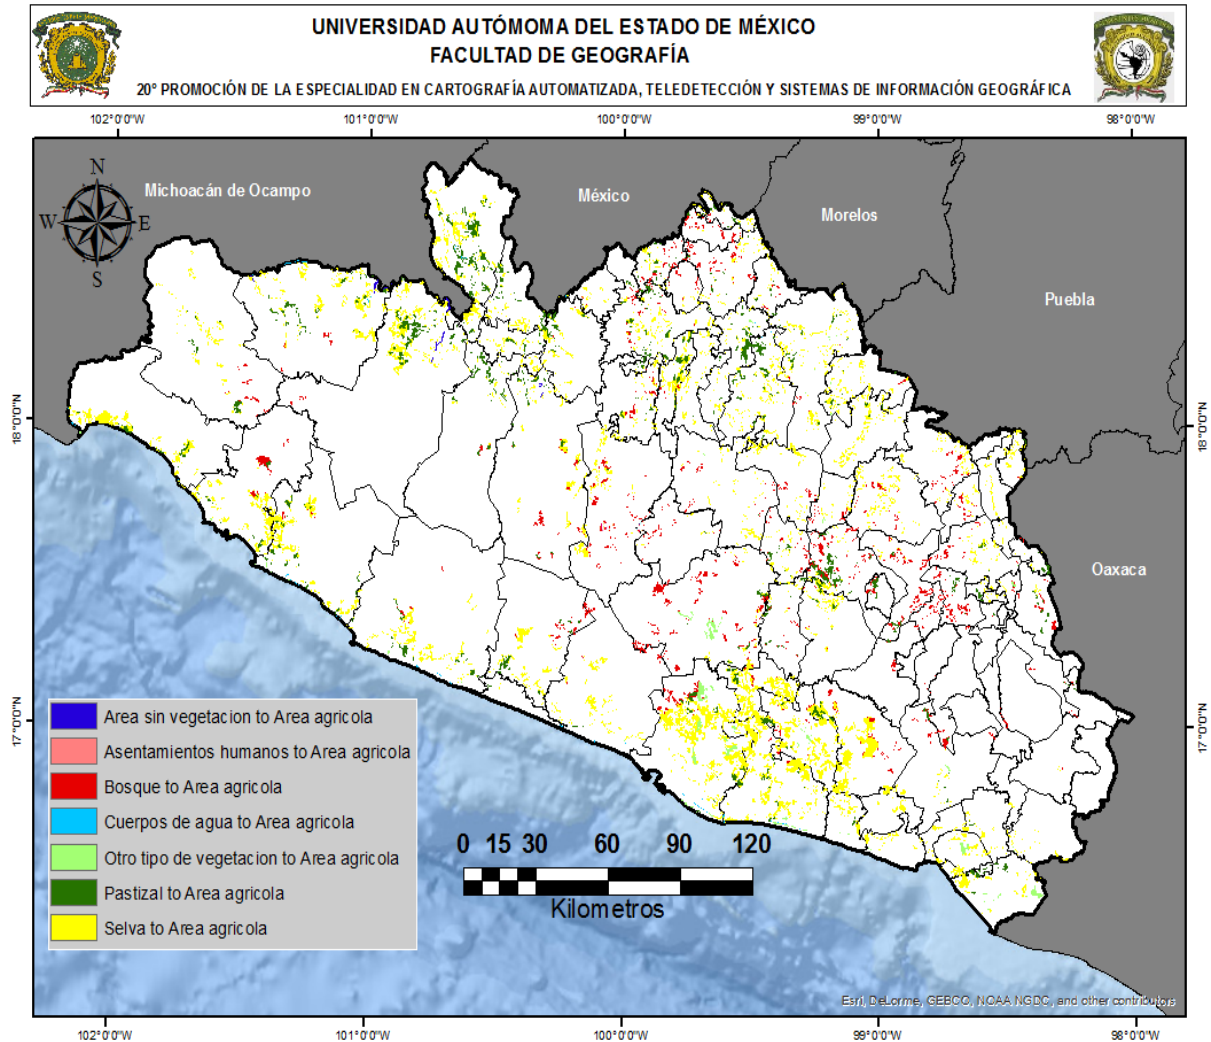 UNIVERSIDAD AUTÓMOMA DEL ESTADO DE MÉXICO
FACULTAD DE GEOGRAFÍA
20° PROMOCIÓN DE LA ESPECIALIDAD EN CARTOGRAFÍA AUTOMATIZADA, TELEDETECCIÓN Y SISTEMAS DE INFORMACIÓN GEOGRÁFICA
102°0'0"W 101°0'0"W 100°0'0"W 99°0'0"W 98°0'0"W
N
W E
S
Michoacán de Ocampo
México
Morelos
Puebla
Oaxaca
18°0'0"N
18°0'0"N
17°0'0"N
17°0'0"N
Area sin vegetacion to Area agricola
Asentamientos humanos to Area agricola
Bosque to Area agricola
Cuerpos de agua to Area agricola
Otro tipo de vegetacion to Area agricola
Pastizal to Area agricola
Selva to Area agricola
0 15 30 60 90 120
Kilometros
Esri, DeLorme, GEBCO, NOAA NGDC, and other contributors
102°0'0"W 101°0'0"W 100°0'0"W 99°0'0"W 98°0'0"W